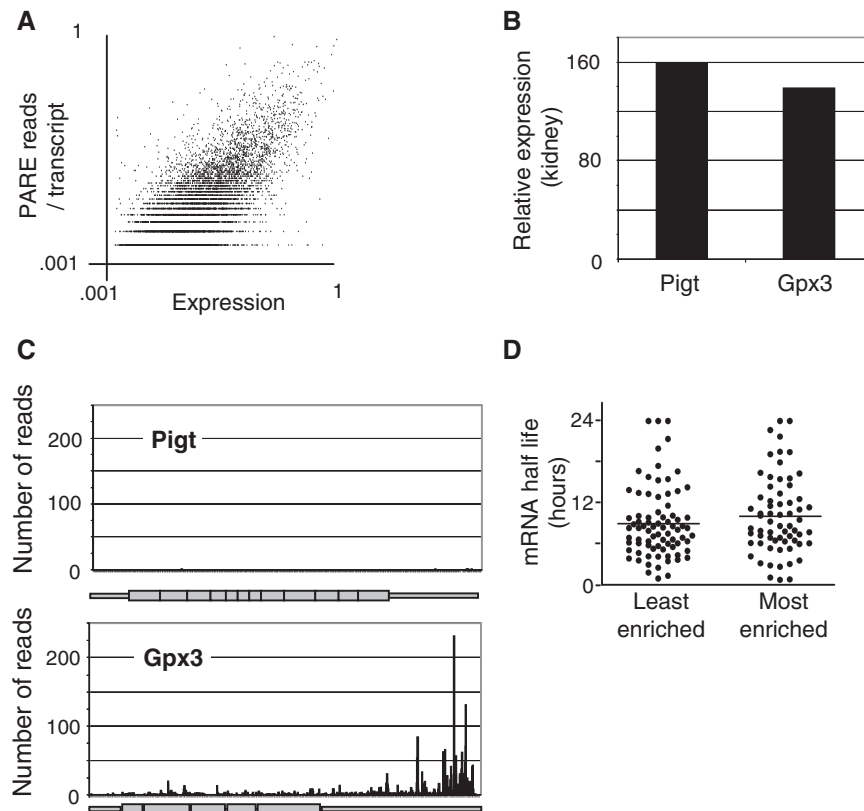 A
1
PARE reads
/ transcript
.001
.001
Expression
1
B
Relative expression
(kidney)
160
80
0
Pigt
Gpx3
C
Number of reads
200
100
0
Pigt
Number of reads
200
100
0
Gpx3
D
mRNA half life
(hours)
24
12
0
Least
enriched
Most
enriched